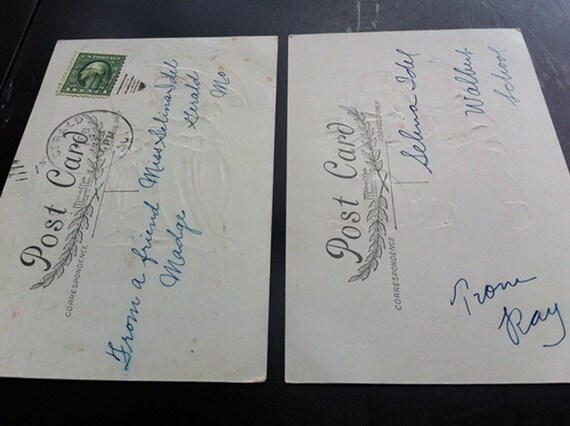 Post Card
CORRESPONDENCE
From a friend
Madge
Miss Selma Idel
Gerald
Mo.
Post Card
CORRESPONDENCE
Selma Idel
Walbert
School
From
Ray